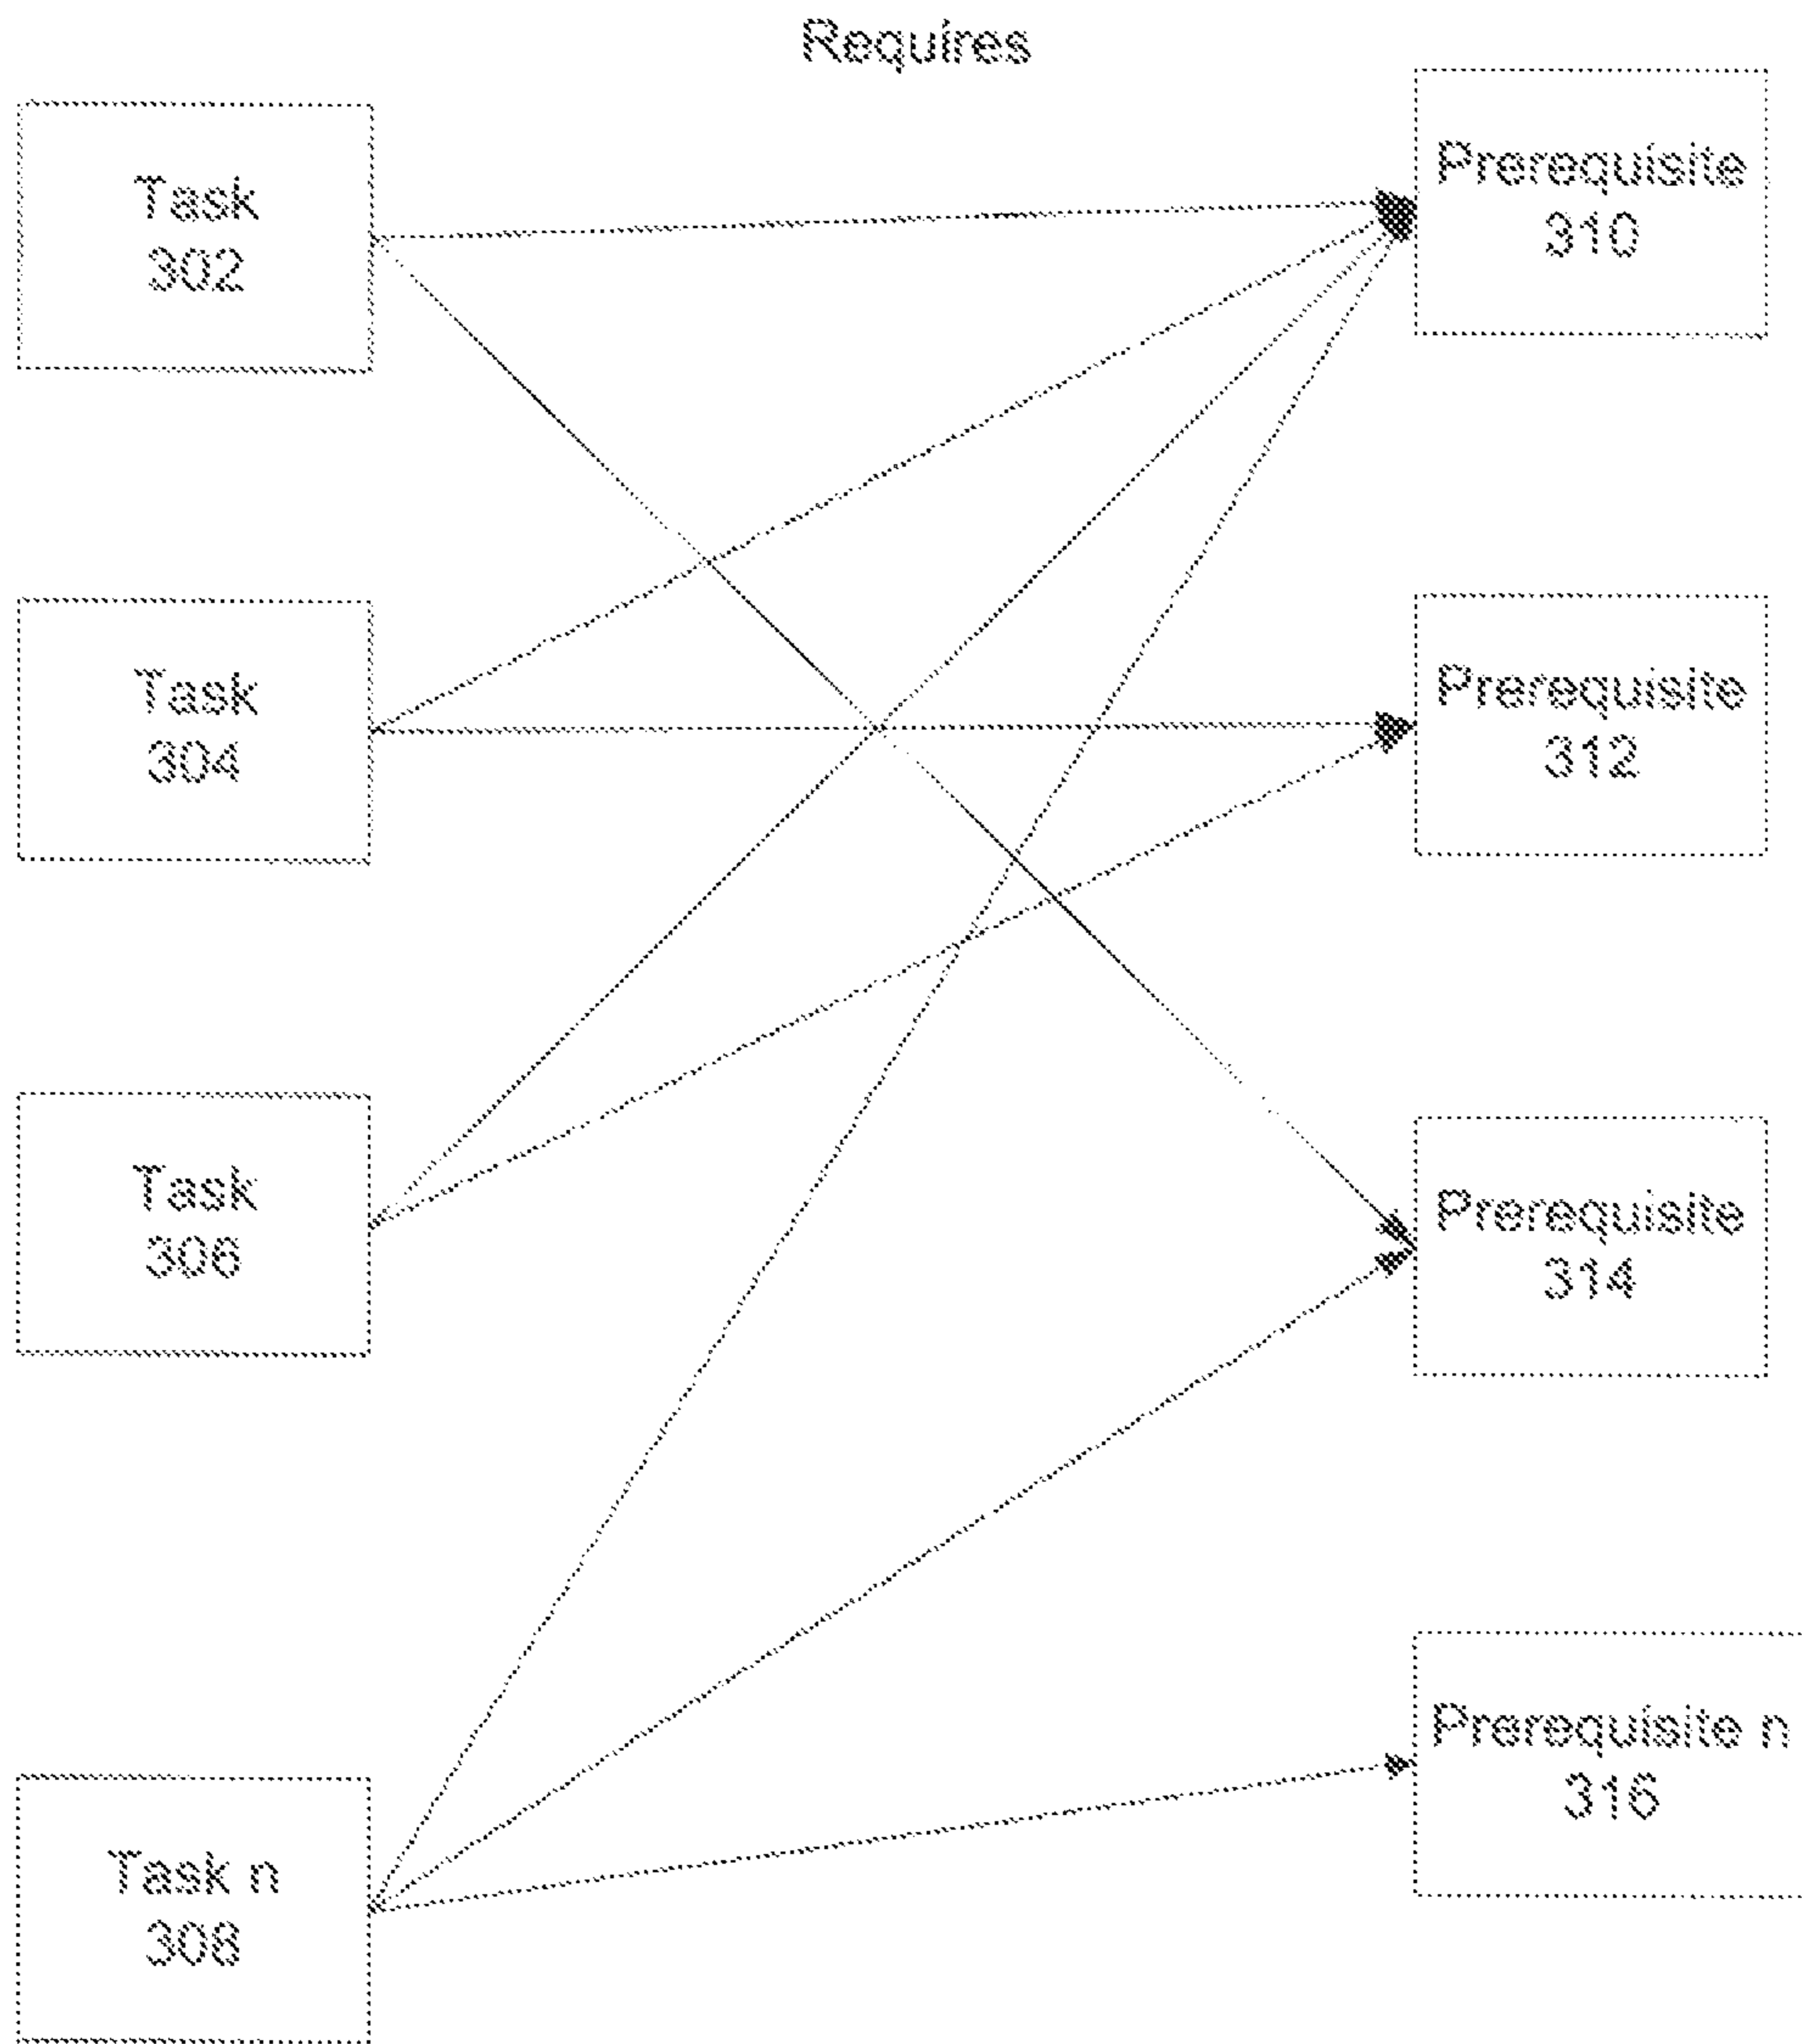 Requires
Task
302
Prerequisite
310
Task
304
Prerequisite
312
Task
306
Prerequisite
314
Task n
308
Prerequisite n
316